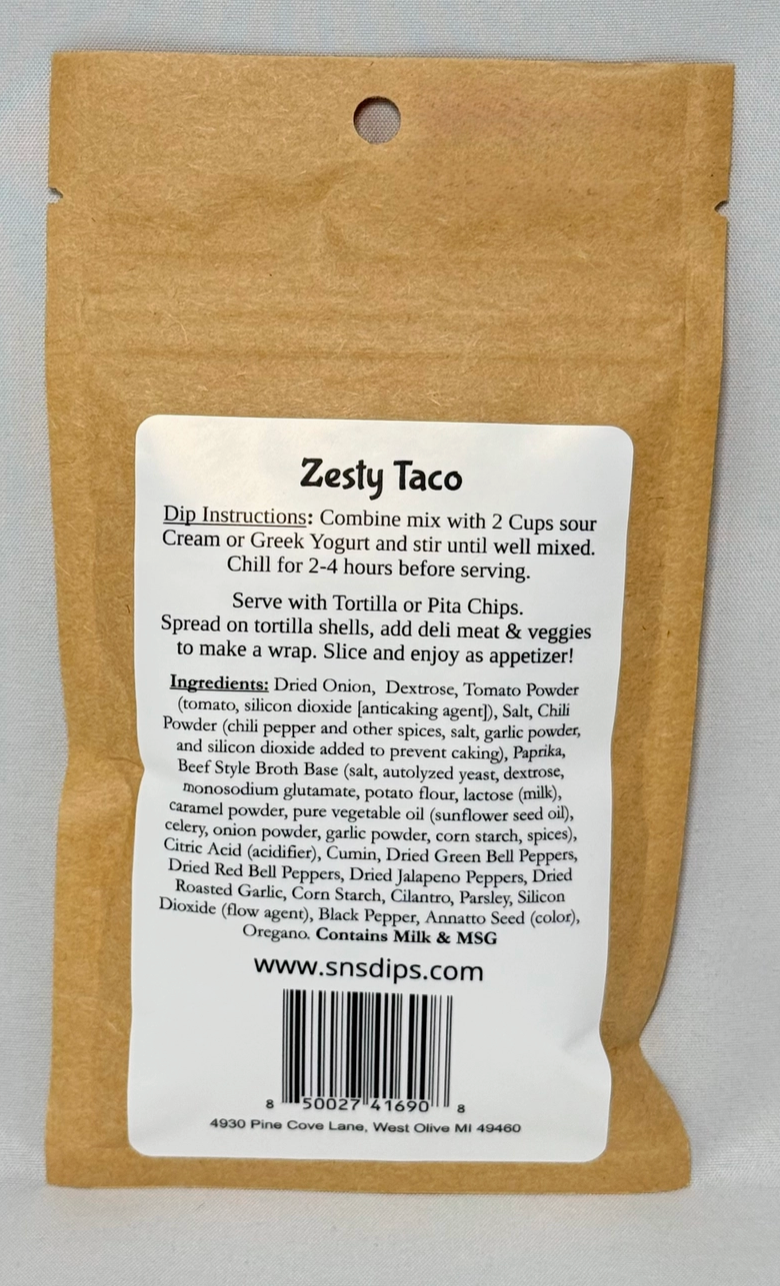 Zesty Taco
Dip Instructions: Combine mix with 2 Cups sour
Cream or Greek Yogurt and stir until well mixed.
Chill for 2-4 hours before serving.
Serve with Tortilla or Pita Chips.
Spread on tortilla shells, add deli meat & veggies
to make a wrap. Slice and enjoy as appetizer!
Ingredients: Dried Onion, Dextrose, Tomato Powder
(tomato, silicon dioxide [anticaking agent]), Salt, Chili
Powder (chili pepper and other spices, salt, garlic powder,
and silicon dioxide added to prevent caking), Paprika,
Beef Style Broth Base (salt, autolyzed yeast, dextrose,
monosodium glutamate, potato flour, lactose (milk),
caramel powder, pure vegetable oil (sunflower seed oil),
celery, onion powder, garlic powder, corn starch, spices),
Citric Acid (acidifier), Cumin, Dried Green Bell Peppers,
Dried Red Bell Peppers, Dried Jalapeno Peppers, Dried
Roasted Garlic, Corn Starch, Cilantro, Parsley, Silicon
Dioxide (flow agent), Black Pepper, Annatto Seed (color),
Oregano. Contains Milk & MSG
www.snsdips.com
8 50027 41690 8
4930 Pine Cove Lane, West Olive MI 49460